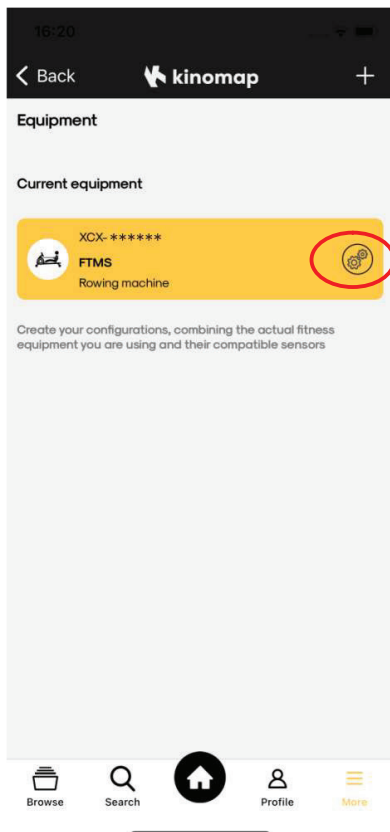 16:20
Back kinomap +
Equipment
Current equipment
XCX-******
FTMS
Rowing machine
Create your configurations, combining the actual fitness
equipment you are using and their compatible sensors
Browse Search Profile More